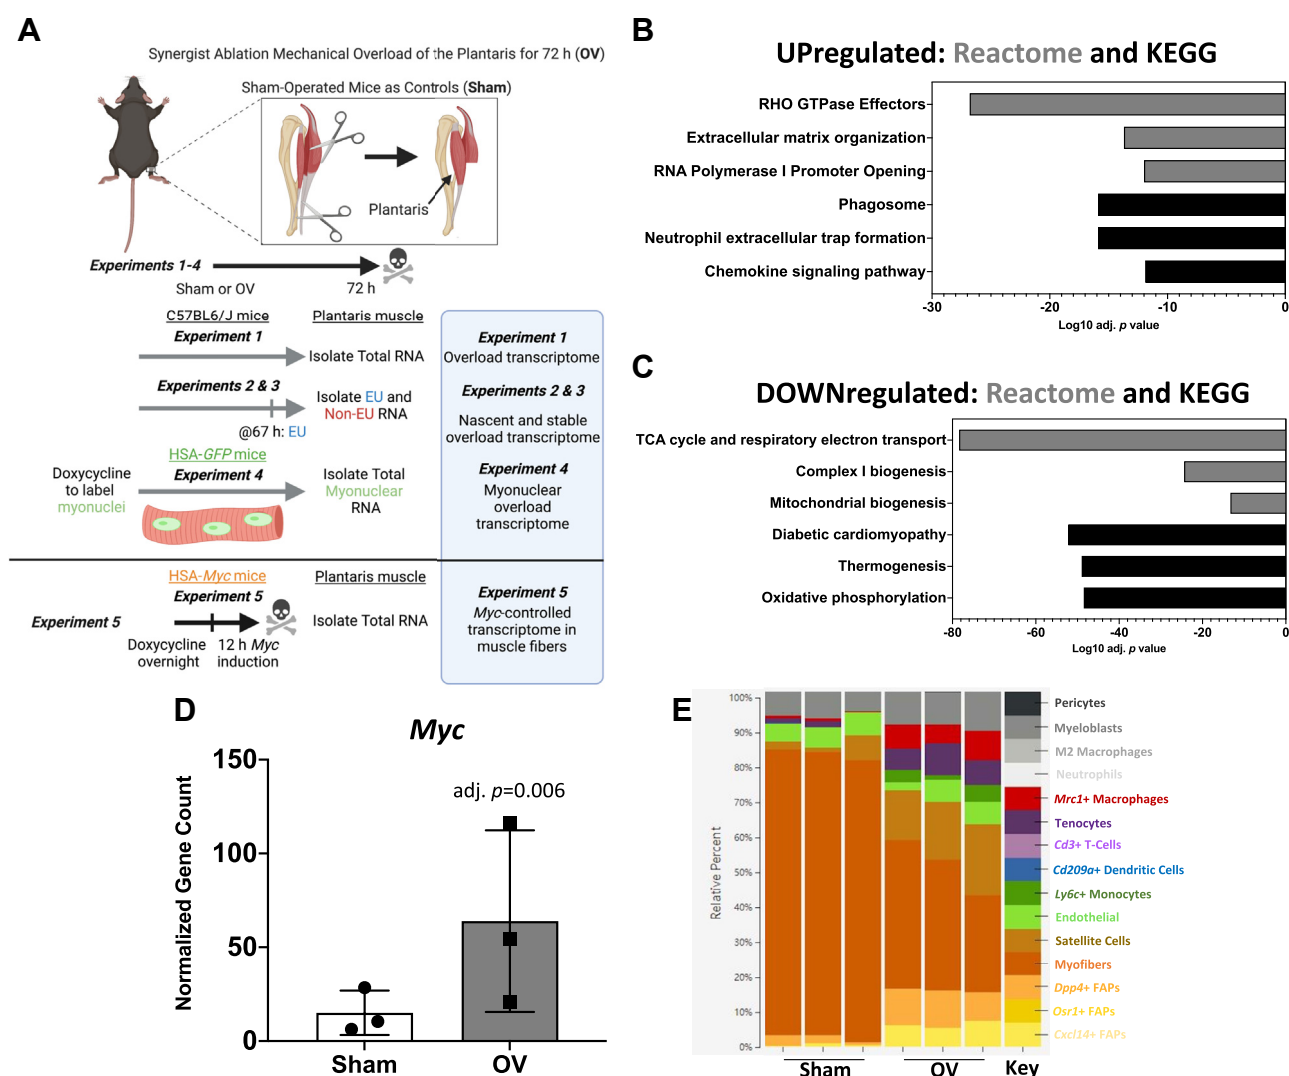 A
Synergist Ablation Mechanical Overload of the Plantaris for 72 h (OV)
Sham-Operated Mice as Controls (Sham)
Plantaris
Experiments 1-4
Sham or OV
72 h
C57BL6/J mice
Plantaris muscle
Experiment 1
Isolate Total RNA
Experiments 2 & 3
@67 h: EU
Isolate EU and
Non-EU RNA
HSA-GFP mice
Experiment 4
Doxycycline
to label
myonuclei
Isolate Total
Myonuclear
RNA
Experiment 1
Overload transcriptome
Experiments 2 & 3
Nascent and stable
overload transcriptome
Experiment 4
Myonuclear
overload
transcriptome
HSA-Myc mice
Plantaris muscle
Experiment 5
Experiment 5
Isolate Total RNA
Doxycycline
overnight
12 h Myc
induction
Experiment 5
Myc-controlled
transcriptome in
muscle fibers
B
UPregulated: Reactome and KEGG
RHO GTPase Effectors
Extracellular matrix organization
RNA Polymerase I Promoter Opening
Phagosome
Neutrophil extracellular trap formation
Chemokine signaling pathway
-30 -20 -10 0
Log10 adj. p value
C
DOWNregulated: Reactome and KEGG
TCA cycle and respiratory electron transport
Complex I biogenesis
Mitochondrial biogenesis
Diabetic cardiomyopathy
Thermogenesis
Oxidative phosphorylation
-80 -60 -40 -20 0
Log10 adj. p value
D
Myc
Normalized Gene Count
150
100
50
0
adj. p=0.006
Sham OV
E
Relative Percent
100%
90%
80%
70%
60%
50%
40%
30%
20%
10%
0%
Sham OV Key
Pericytes
Myeloblasts
M2 Macrophages
Neutrophils
Mrc1+ Macrophages
Tenocytes
Cd3+ T-Cells
Cd209a+ Dendritic Cells
Ly6c+ Monocytes
Endothelial
Satellite Cells
Myofibers
Dpp4+ FAPs
Osr1+ FAPs
Cxcl14+ FAPs